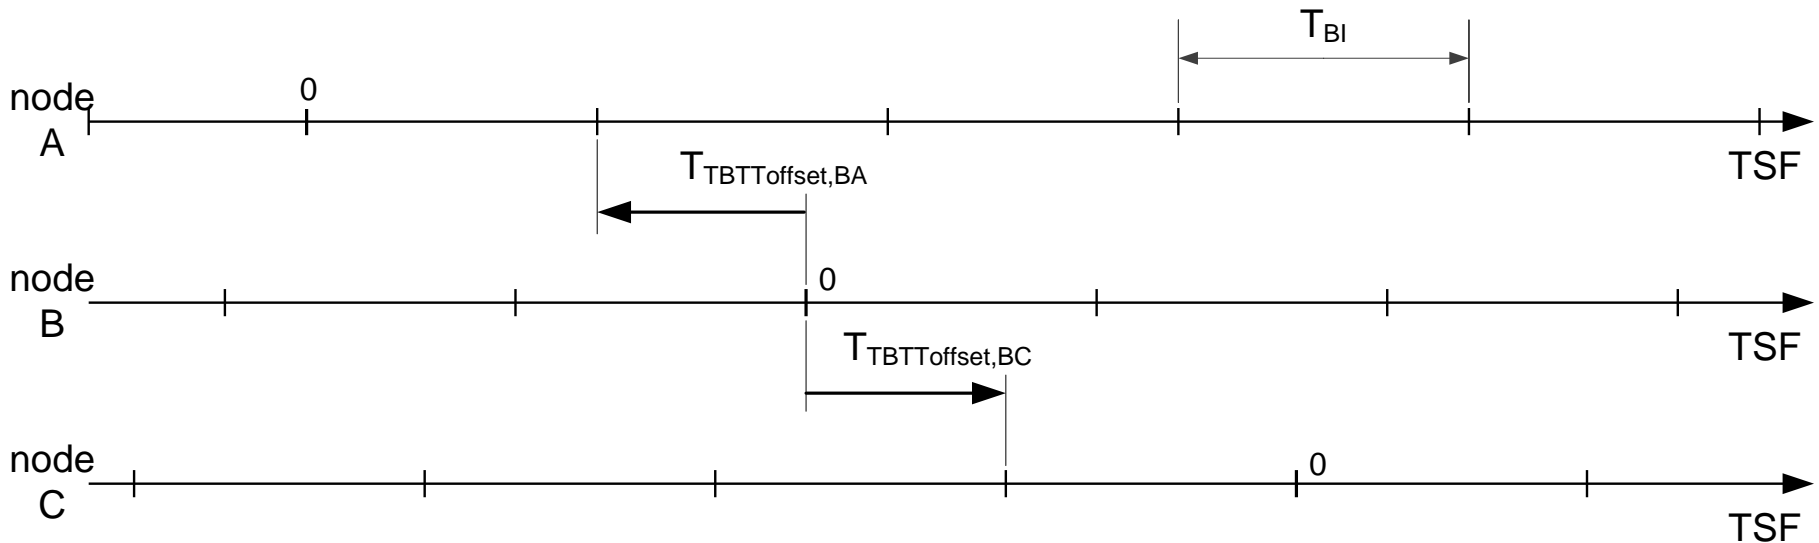 T_BI
0
node
A
TSF
T_TBTToffset,BA
node
B
0
TSF
T_TBTToffset,BC
node
C
0
TSF